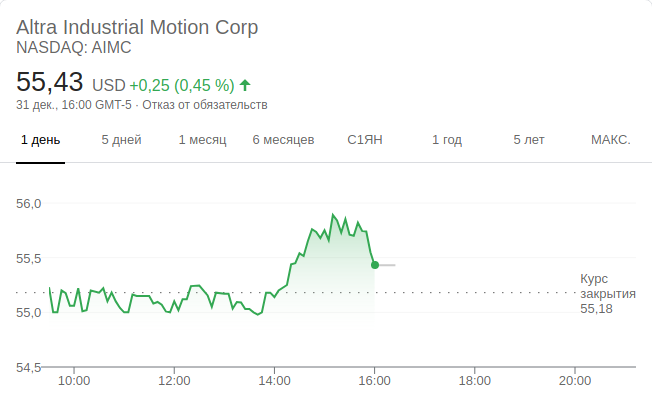 Altra Industrial Motion Corp
NASDAQ: AIMC
55,43 USD +0,25 (0,45 %)
31 дек., 16:00 GMT-5 · Отказ от обязательств
1 день 5 дней 1 месяц 6 месяцев С1ЯН 1 год 5 лет МАКС.
56,0
55,5
Курс
закрытия
55,18
55,0
54,5
10:00 12:00 14:00 16:00 18:00 20:00